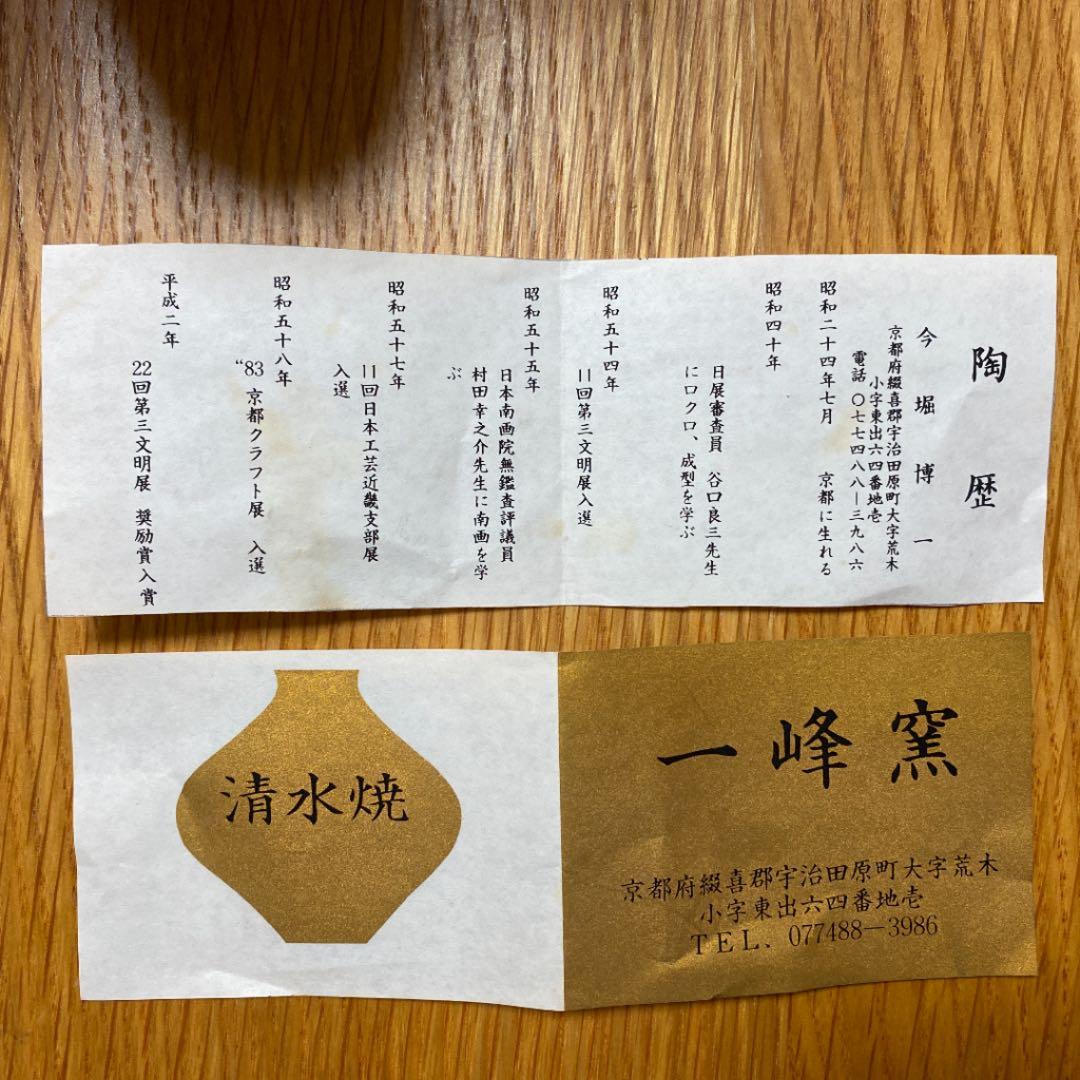 陶歴
今堀博一
京都府綴喜郡宇治田原町大字荒木
小字東出六四番地壱
電話 〇七七四八八―三九八六
昭和二十四年七月 京都に生れる
昭和四十年
日展審査員 谷口良三先生
にロクロ、成型を学ぶ
昭和五十四年
11回第三文明展入選
昭和五十五年
日本南画院無鑑査評議員
村田幸之介先生に南画を学
ぶ
昭和五十七年
11回日本工芸近畿支部展
入選
昭和五十八年
“83 京都クラフト展 入選
平成二年
22回第三文明展 奨励賞入賞
清水焼
一峰窯
京都府綴喜郡宇治田原町大字荒木
小字東出六四番地壱
TEL. 077488―3986